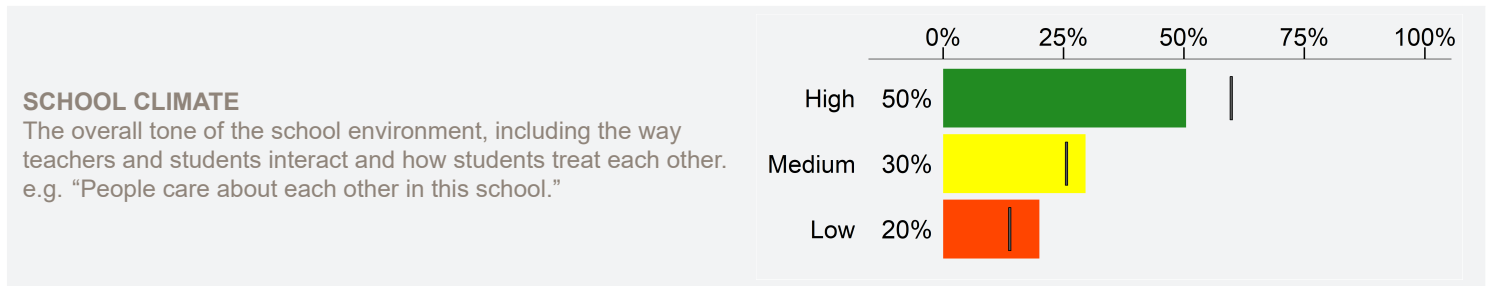 SCHOOL CLIMATE
The overall tone of the school environment, including the way
teachers and students interact and how students treat each other.
e.g. “People care about each other in this school.”
0% 25% 50% 75% 100%
High 50%
Medium 30%
Low 20%